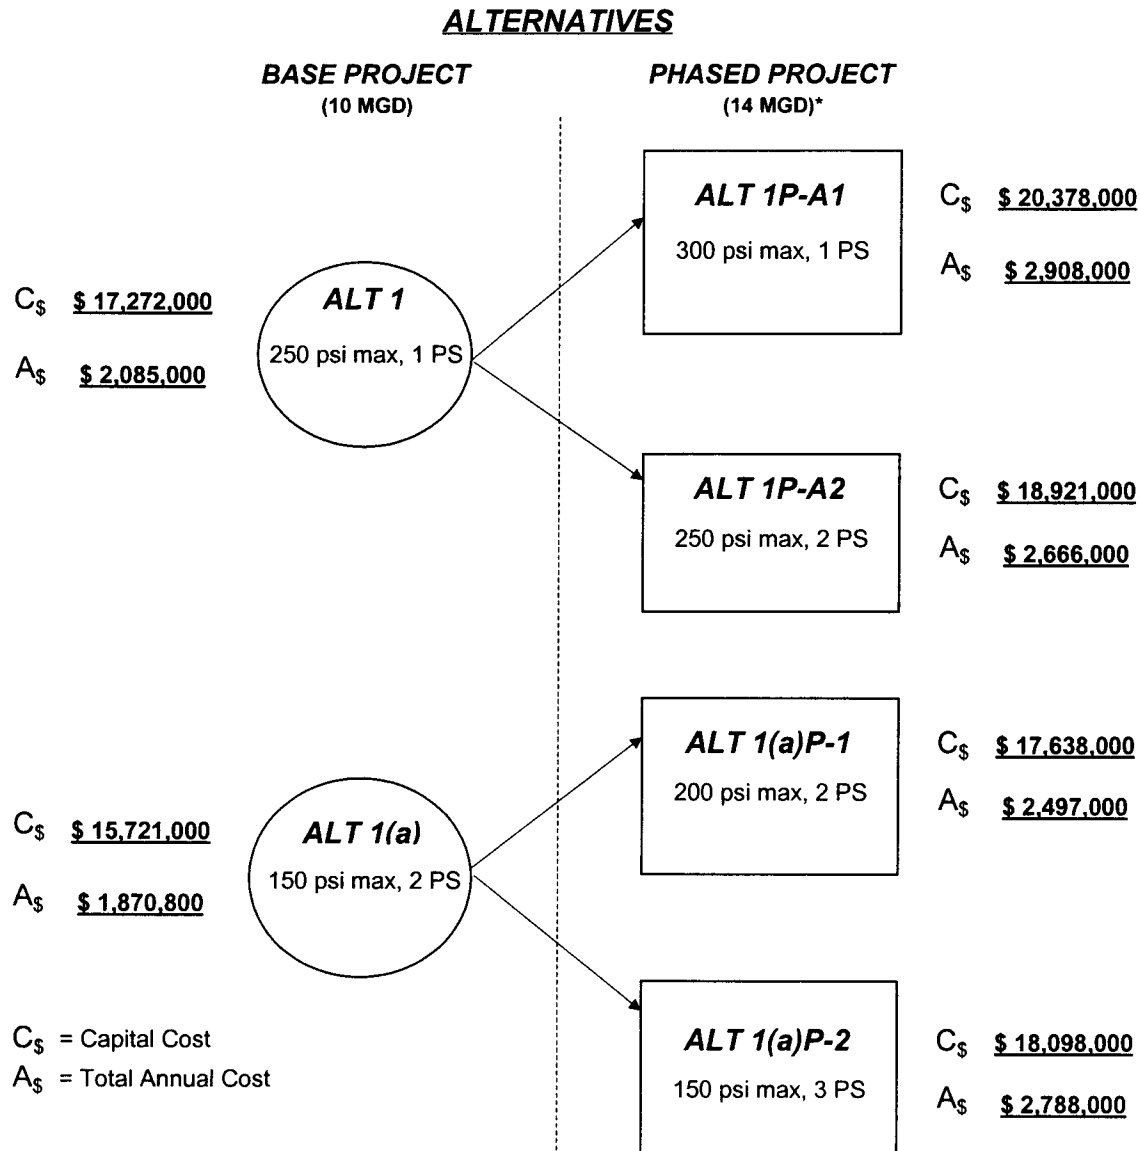 ALTERNATIVES
BASE PROJECT
(10 MGD)
PHASED PROJECT
(14 MGD)*
ALT 1P-A1
300 psi max, 1 PS
C$ $ 20,378,000
A$ $ 2,908,000
C$ $ 17,272,000
A$ $ 2,085,000
ALT 1
250 psi max, 1 PS
ALT 1P-A2
250 psi max, 2 PS
C$ $ 18,921,000
A$ $ 2,666,000
ALT 1(a)P-1
200 psi max, 2 PS
C$ $ 17,638,000
A$ $ 2,497,000
C$ $ 15,721,000
A$ $ 1,870,800
ALT 1(a)
150 psi max, 2 PS
ALT 1(a)P-2
150 psi max, 3 PS
C$ $ 18,098,000
A$ $ 2,788,000
C$ = Capital Cost
A$ = Total Annual Cost